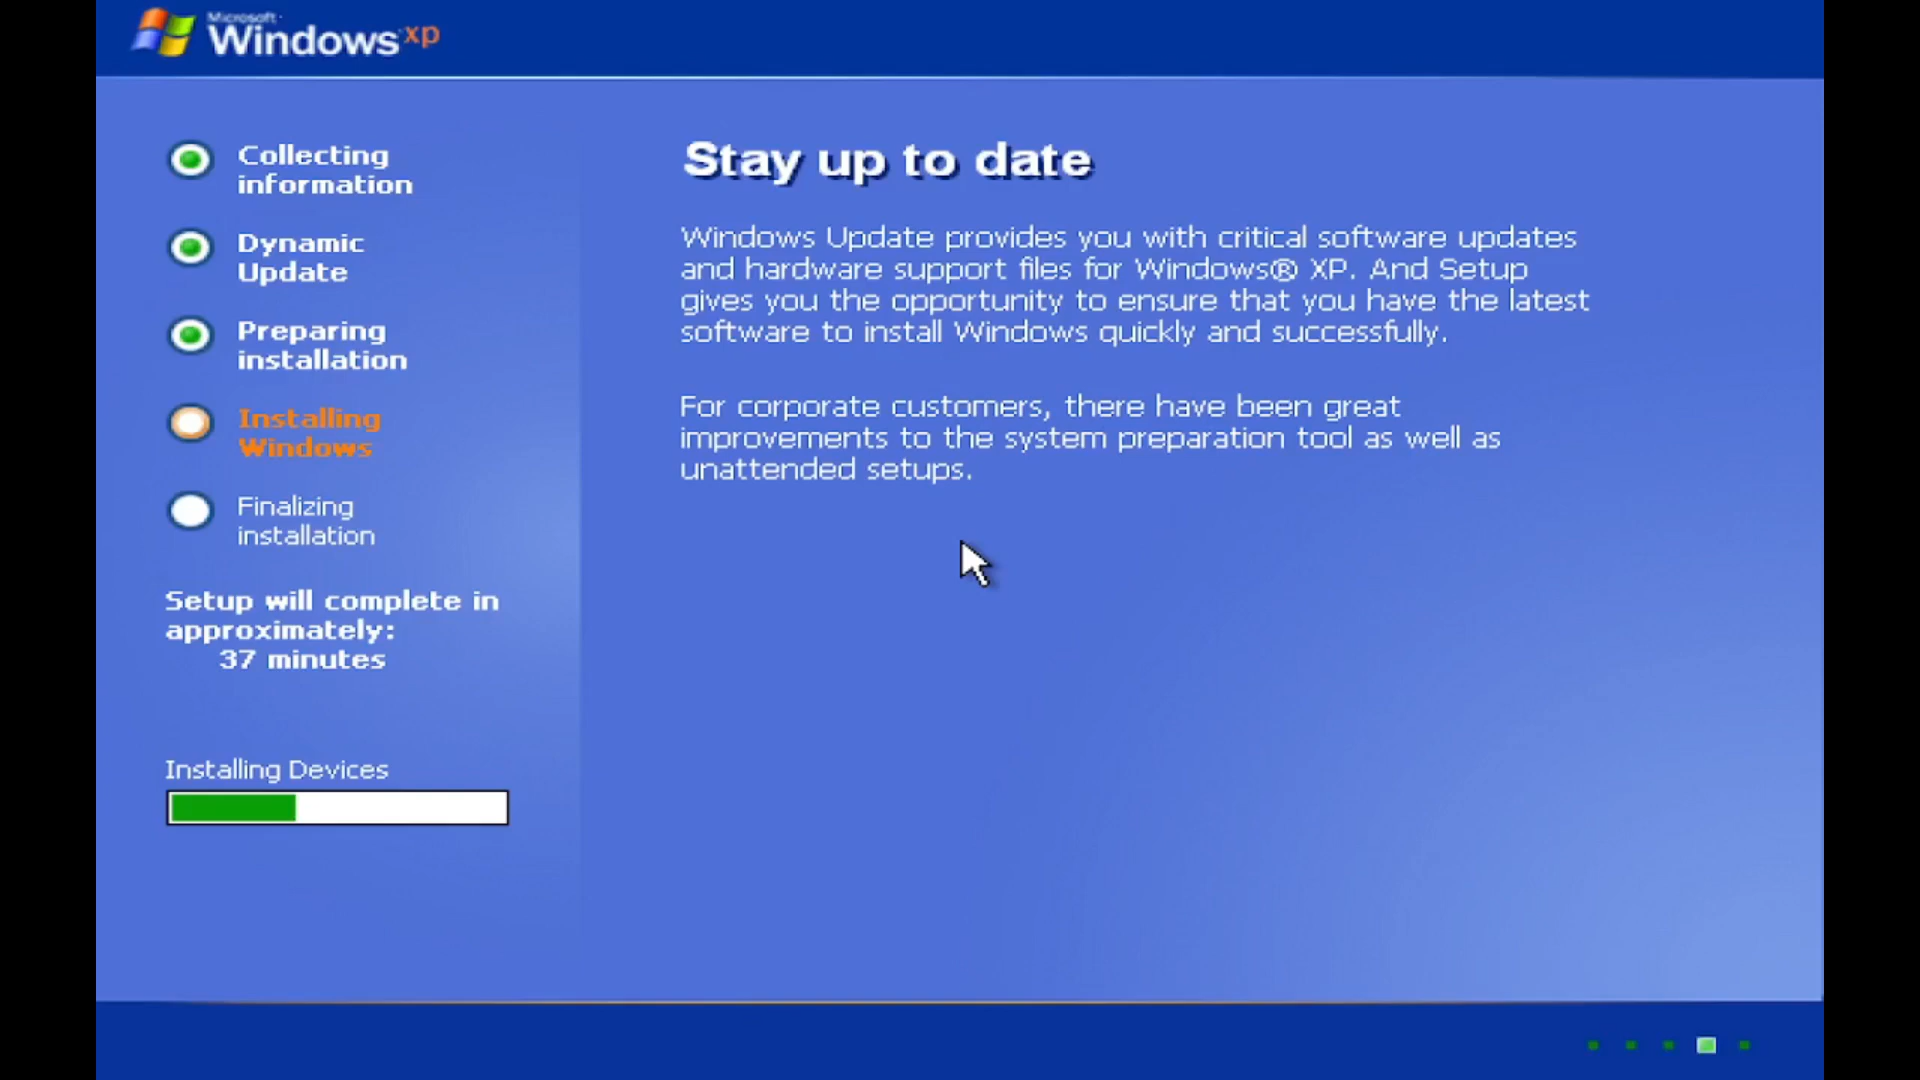 Microsoft
Windows xp
Collecting
information
Dynamic
Update
Preparing
installation
Installing
Windows
Finalizing
installation
Setup will complete in
approximately:
37 minutes
Installing Devices
Stay up to date
Windows Update provides you with critical software updates
and hardware support files for Windows® XP. And Setup
gives you the opportunity to ensure that you have the latest
software to install Windows quickly and successfully.
For corporate customers, there have been great
improvements to the system preparation tool as well as
unattended setups.